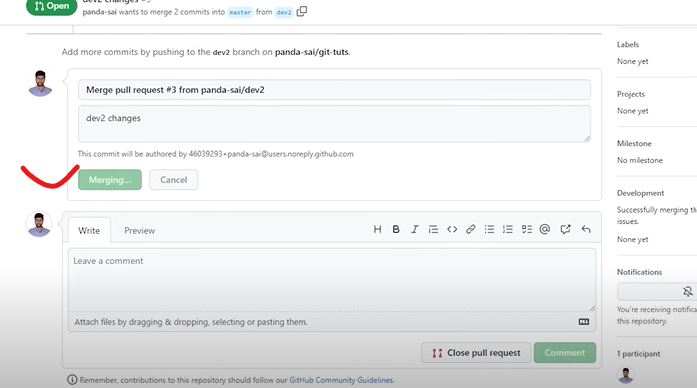 Open
dev2 changes #3
panda-sai wants to merge 2 commits into master from dev2
Add more commits by pushing to the dev2 branch on panda-sai/git-tuts.
Merge pull request #3 from panda-sai/dev2
dev2 changes
This commit will be authored by 46039293+panda-sai@users.noreply.github.com
Merging...
Cancel
Write
Preview
H B I
Leave a comment
Attach files by dragging & dropping, selecting or pasting them.
Close pull request
Comment
Remember, contributions to this repository should follow our GitHub Community Guidelines.
Labels
None yet
Projects
None yet
Milestone
No milestone
Development
Successfully merging th
issues.
None yet
Notifications
You're receiving notifica
this repository.
1 participant